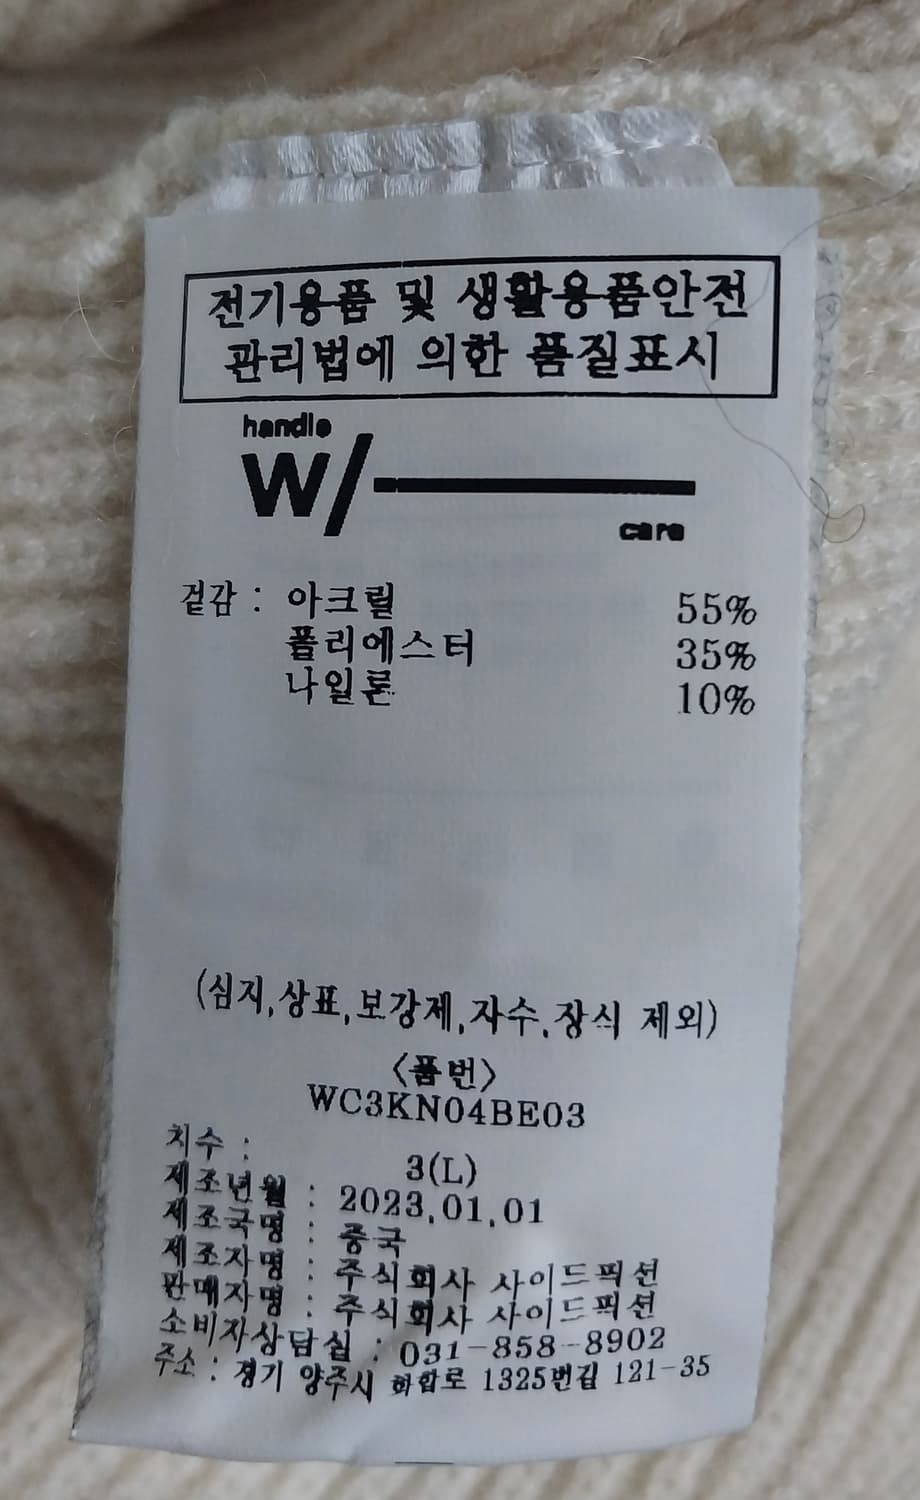 전기용품 및 생활용품안전
관리법에 의한 품질표시
handle
W/
care
겉감 : 아크릴 55%
폴리에스터 35%
나일론 10%
(심지,상표,보강제,자수,장식 제외)
<품번>
WC3KN04BE03
치수 : 3(L)
제조년월 : 2023.01.01
제조국명 : 중국
제조자명 : 주식회사 사이드픽션
판매자명 : 주식회사 사이드픽션
소비자상담실 : 031-858-8902
주소 : 경기 양주시 화합로 1325번길 121-35